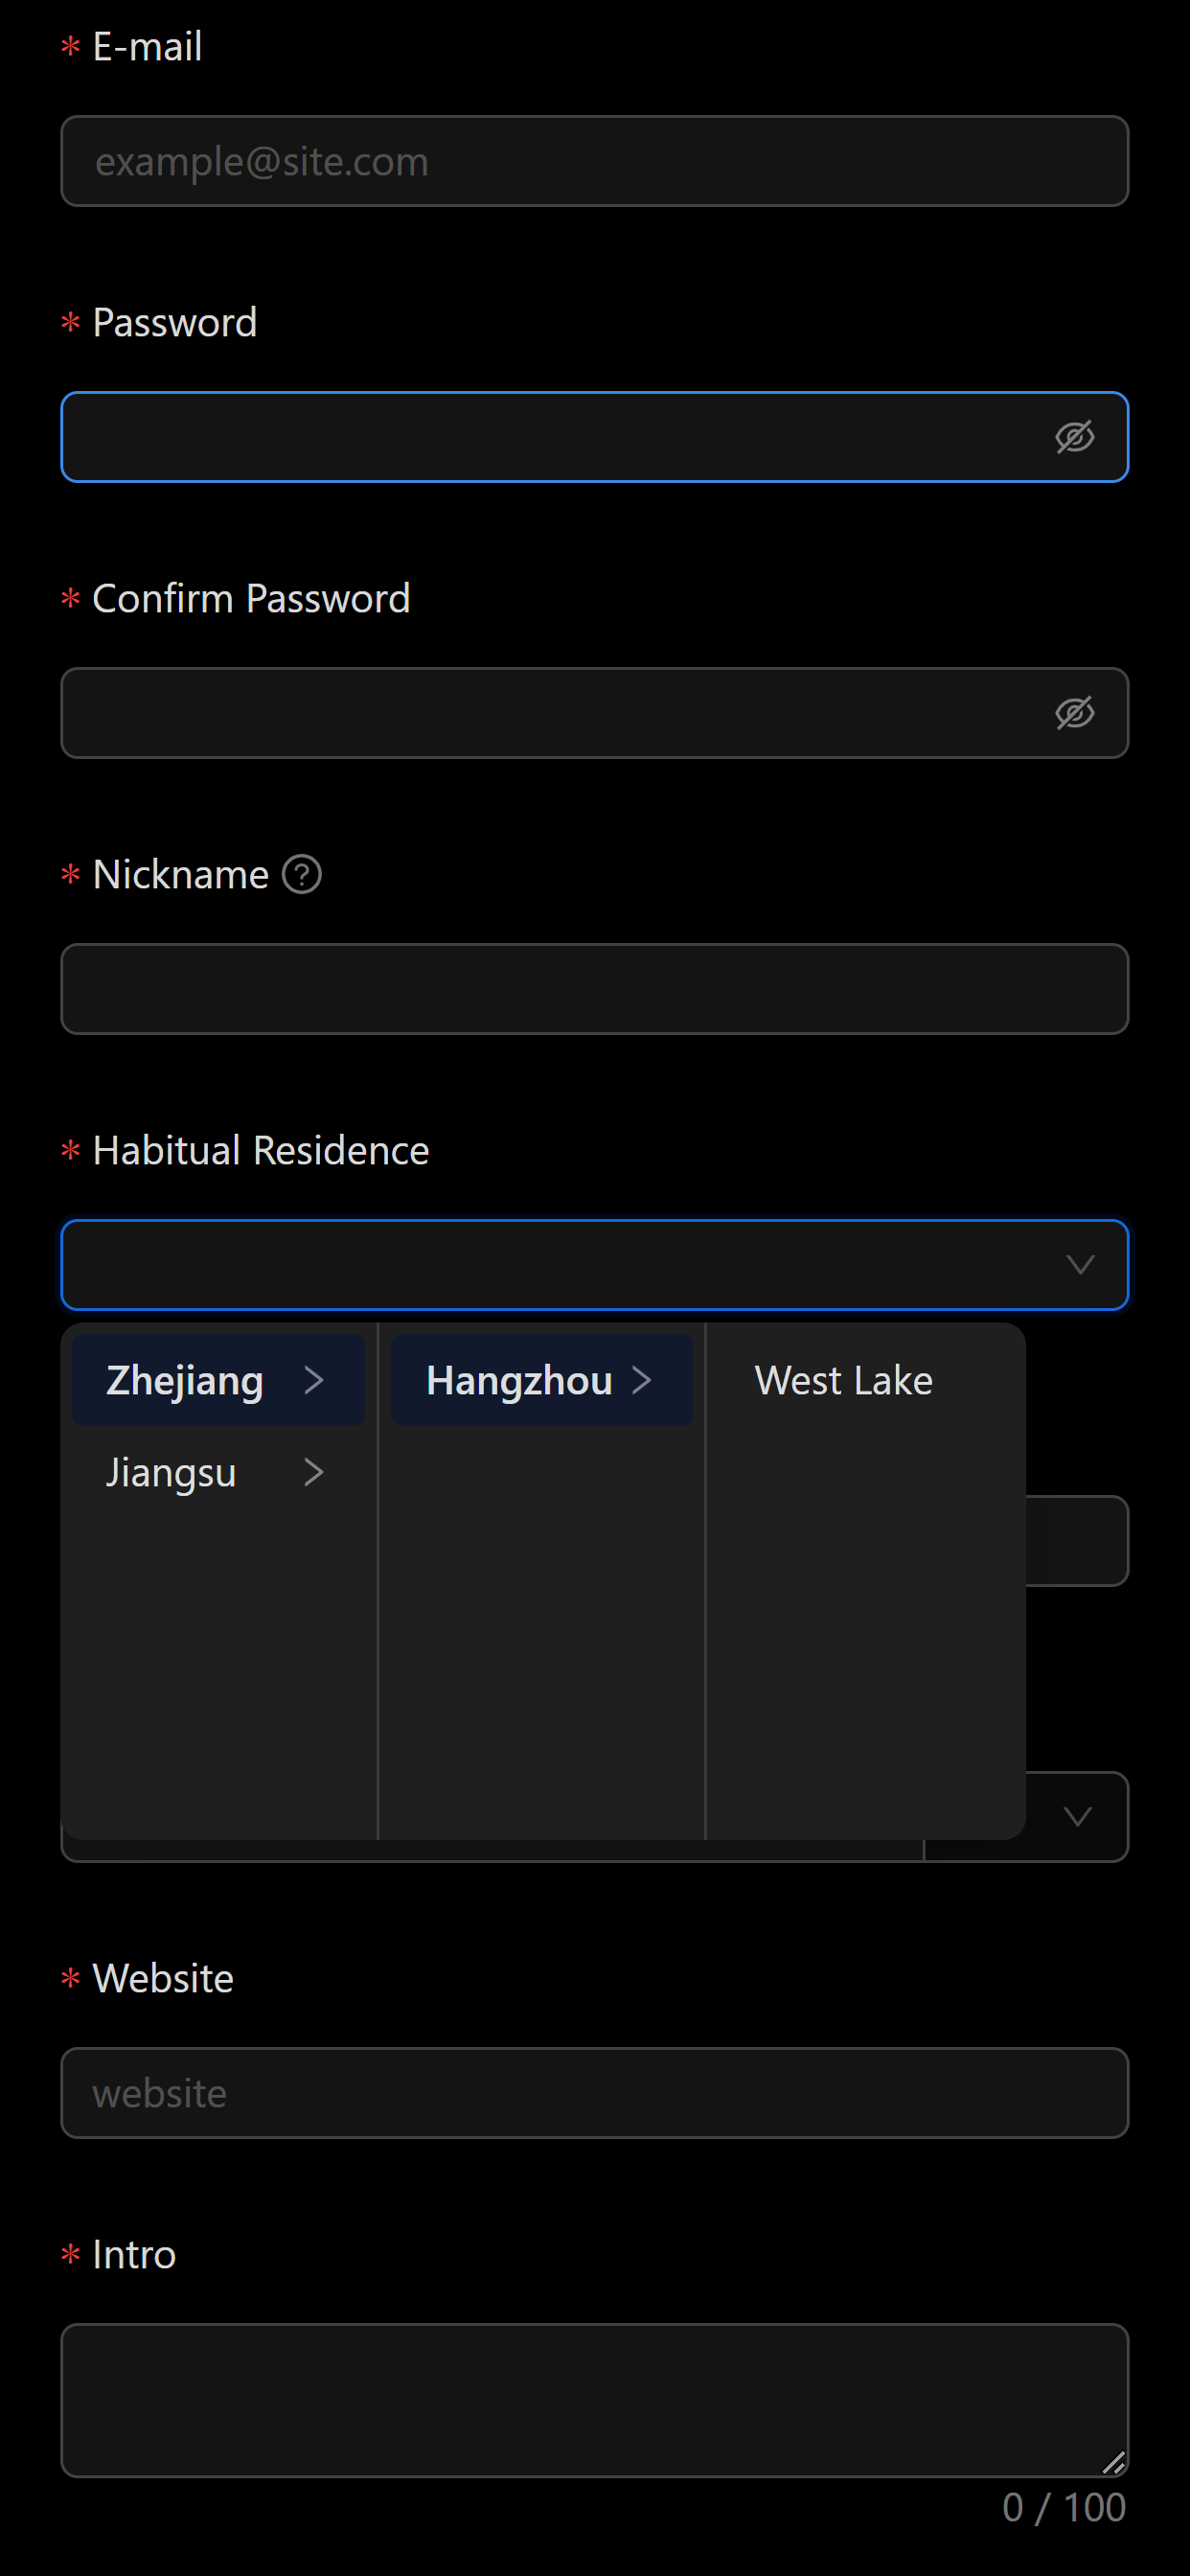 * E-mail
example@site.com
* Password
* Confirm Password
* Nickname
* Habitual Residence
Zhejiang
Hangzhou
West Lake
Jiangsu
* Website
website
* Intro
0 / 100